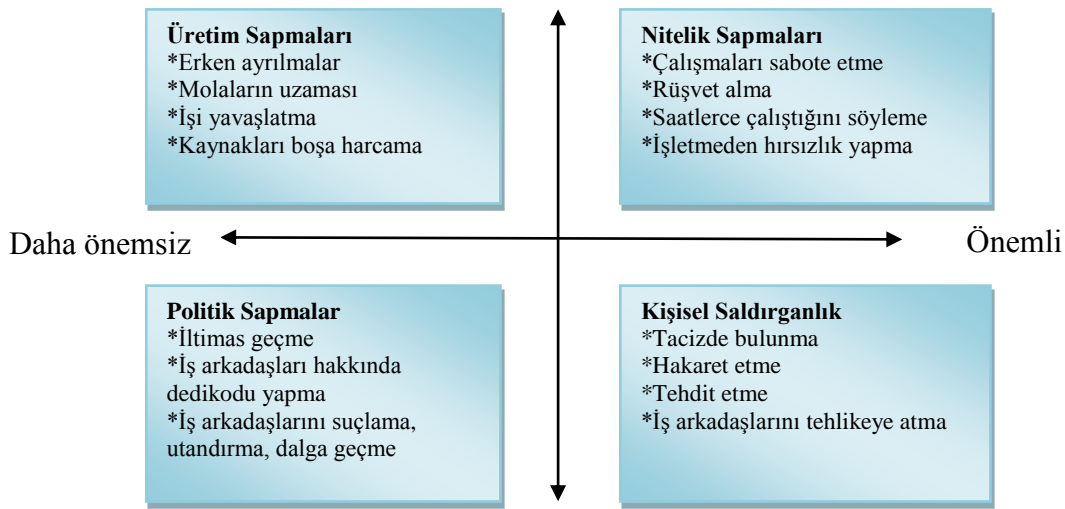 Üretim Sapmaları
*Erken ayrılmalar
*Molaların uzaması
*İşi yavaşlatma
*Kaynakları boşa harcama
Nitelik Sapmaları
*Çalışmaları sabote etme
*Rüşvet alma
*Saatlerce çalıştığını söyleme
*İşletmeden hırsızlık yapma
Daha önemsiz
Önemli
Politik Sapmalar
*İltimas geçme
*İş arkadaşları hakkında
dedikodu yapma
*İş arkadaşlarını suçlama,
utandırma, dalga geçme
Kişisel Saldırganlık
*Tacizde bulunma
*Hakaret etme
*Tehdit etme
*İş arkadaşlarını tehlikeye atma